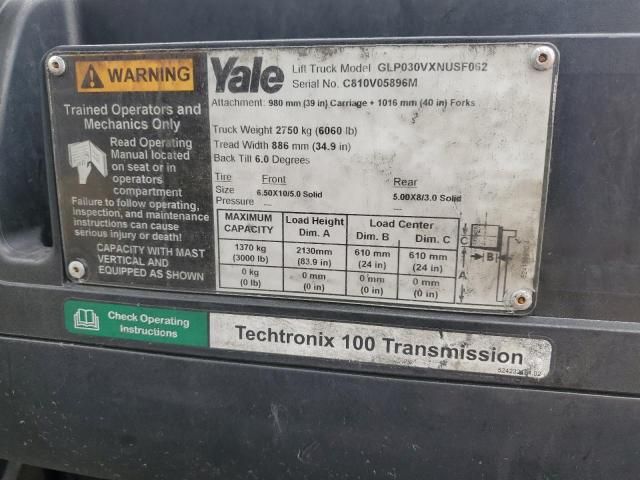 WARNING
Trained Operators and
Mechanics Only
Read Operating
Manual located
on seat or in
operators
compartment
Failure to follow operating,
inspection, and maintenance
instructions can cause
serious injury or death!
CAPACITY WITH MAST
VERTICAL AND
EQUIPPED AS SHOWN
Yale Lift Truck Model GLP030VXNUSF062
Serial No. C810V05896M
Attachment: 980 mm (39 in) Carriage + 1016 mm (40 in) Forks
Truck Weight 2750 kg (6060 lb)
Tread Width 886 mm (34.9 in)
Back Tilt 6.0 Degrees
Tire Front Rear
Size 6.50X10/5.0 Solid 5.00X8/3.0 Solid
Pressure — —
MAXIMUM CAPACITY Load Height Dim. A Load Center Dim. B Dim. C
1370 kg (3000 lb) 2130mm (83.9 in) 610 mm (24 in) 610 mm (24 in)
0 kg (0 lb) 0 mm (0 in) 0 mm (0 in) 0 mm (0 in)
C
B
A
Check Operating
Instructions
Techtronix 100 Transmission